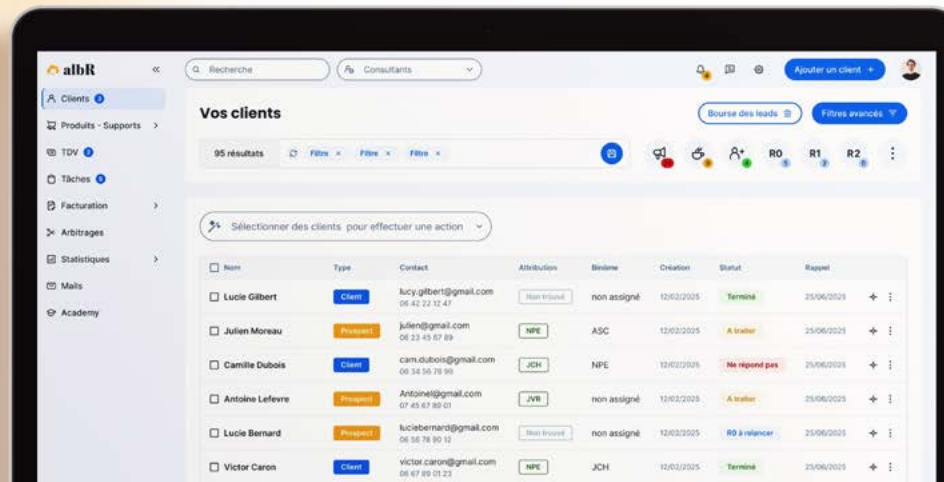 albR
«
Recherche
Consultants
Ajouter un client +
Clients
Produits - Supports
TDV
Tâches
Facturation
Arbitrages
Statistiques
Mails
Academy
Vos clients
Bourse des leads
Filtres avancés
95 résultats
Filtre × Filtre × Filtre ×
R0 R1 R2
Sélectionner des clients pour effectuer une action
Nom Type Contact Attribution Binôme Création Statut Rappel
Lucie Gilbert Client lucy.gilbert@gmail.com Non trouvé non assigné 12/02/2025 Terminé 25/06/2025
06 42 22 12 47
Julien Moreau Prospect julien@gmail.com NPE ASC 12/02/2025 A traiter 25/06/2025
06 23 45 67 89
Camille Dubois Client cam.dubois@gmail.com JCH NPE 12/02/2025 Ne répond pas 25/06/2025
06 34 56 78 90
Antoine Lefevre Prospect Antoinel@gmail.com JVR non assigné 12/02/2025 A traiter 25/06/2025
07 45 67 89 01
Lucie Bernard Prospect luciebernard@gmail.com Non trouvé non assigné 12/02/2025 R0 à relancer 25/06/2025
06 56 78 90 12
Victor Caron Client victor.caron@gmail.com NPE JCH 12/02/2025 Terminé 25/06/2025
06 67 89 01 23